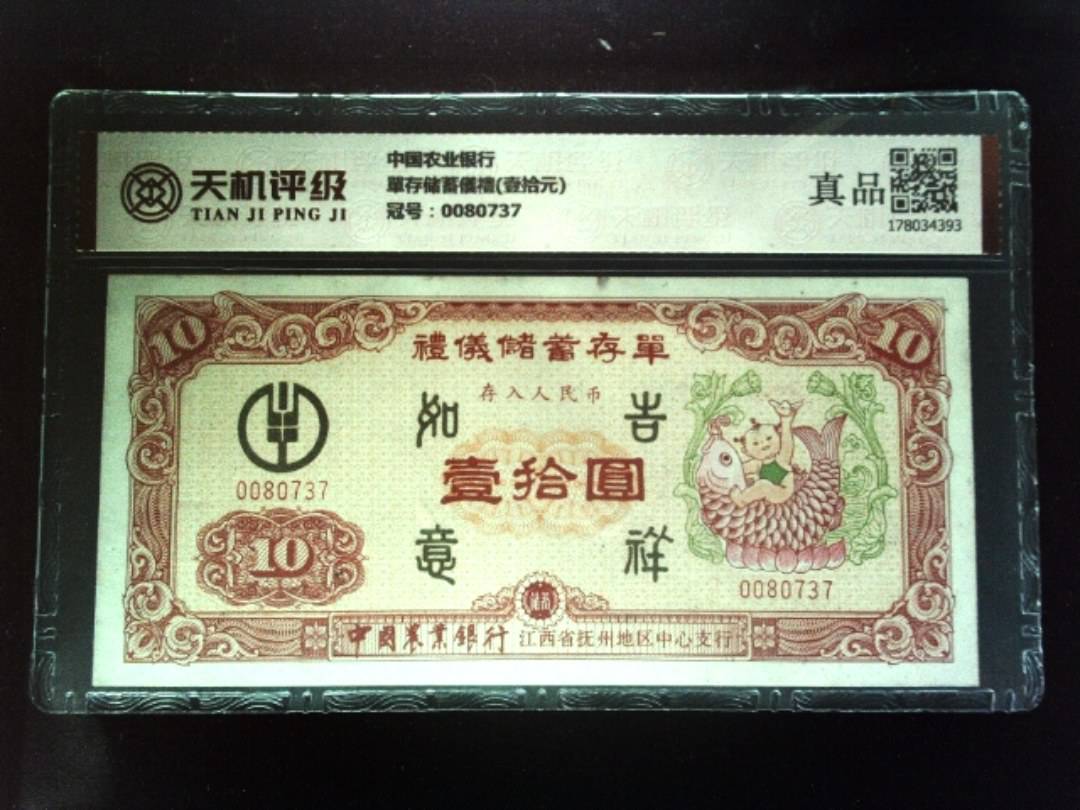 天机评级
TIAN JI PING JI
中国农业银行
單存储蓄儀禮(壹拾元)
冠号：0080737
真品
178034393
10
10
禮儀儲蓄存單
存入人民币
如
吉
壹拾圓
0080737
10
意
祥
0080737
中國農業銀行 江西省抚州地区中心支行